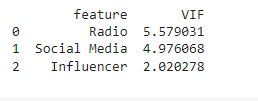 feature VIF
0 Radio 5.579031
1 Social Media 4.976068
2 Influencer 2.020278